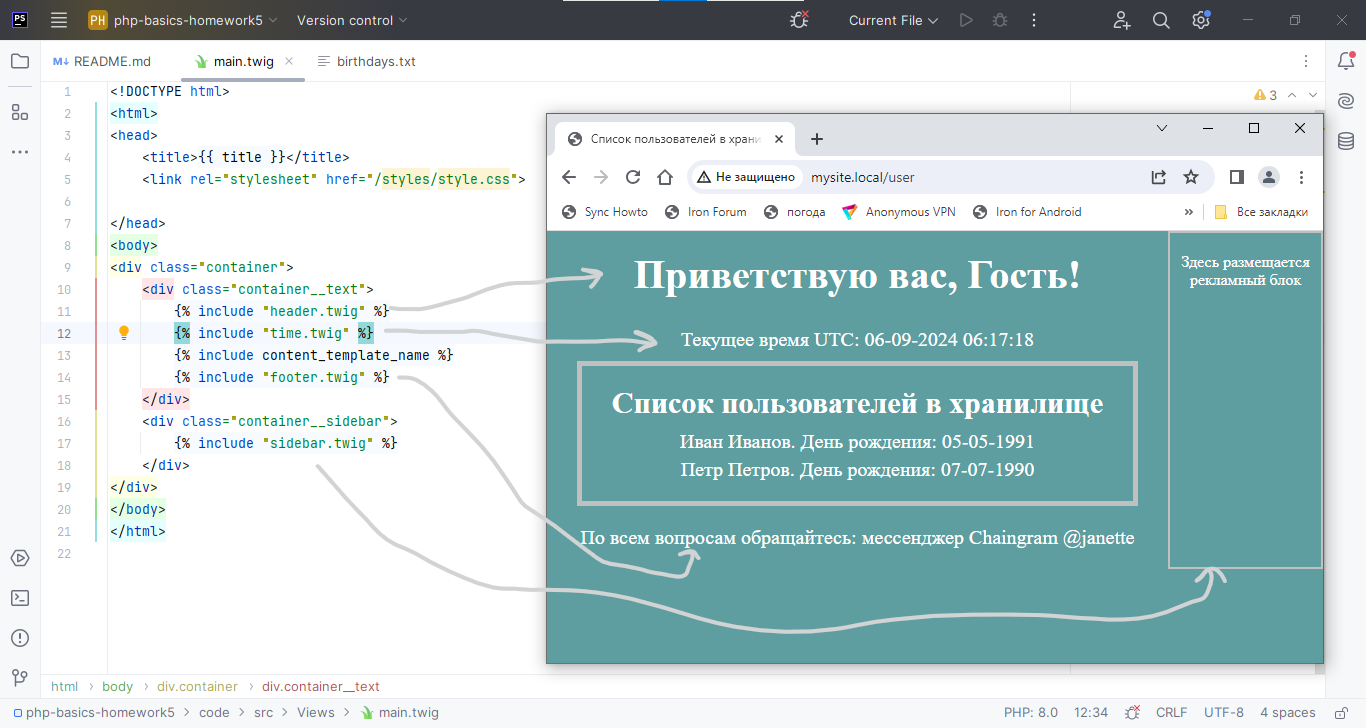 PS PH php-basics-homework5 Version control Current File
M↓ README.md main.twig birthdays.txt
3
1 <!DOCTYPE html>
2 <html>
3 <head>
4 <title>{{ title }}</title>
5 <link rel="stylesheet" href="/styles/style.css">
6
7 </head>
8 <body>
9 <div class="container">
10 <div class="container__text">
11 {% include "header.twig" %}
12 {% include "time.twig" %}
13 {% include content_template_name %}
14 {% include "footer.twig" %}
15 </div>
16 <div class="container__sidebar">
17 {% include "sidebar.twig" %}
18 </div>
19 </div>
20 </body>
21 </html>
22
Список пользователей в храни
Не защищено mysite.local/user
Sync Howto Iron Forum погода Anonymous VPN Iron for Android » Все закладки
Приветствую вас, Гость!
Текущее время UTC: 06-09-2024 06:17:18
Список пользователей в хранилище
Иван Иванов. День рождения: 05-05-1991
Петр Петров. День рождения: 07-07-1990
По всем вопросам обращайтесь: мессенджер Chaingram @janette
Здесь размещается
рекламный блок
html › body › div.container › div.container__text
php-basics-homework5 › code › src › Views › main.twig PHP: 8.0 12:34 CRLF UTF-8 4 spaces